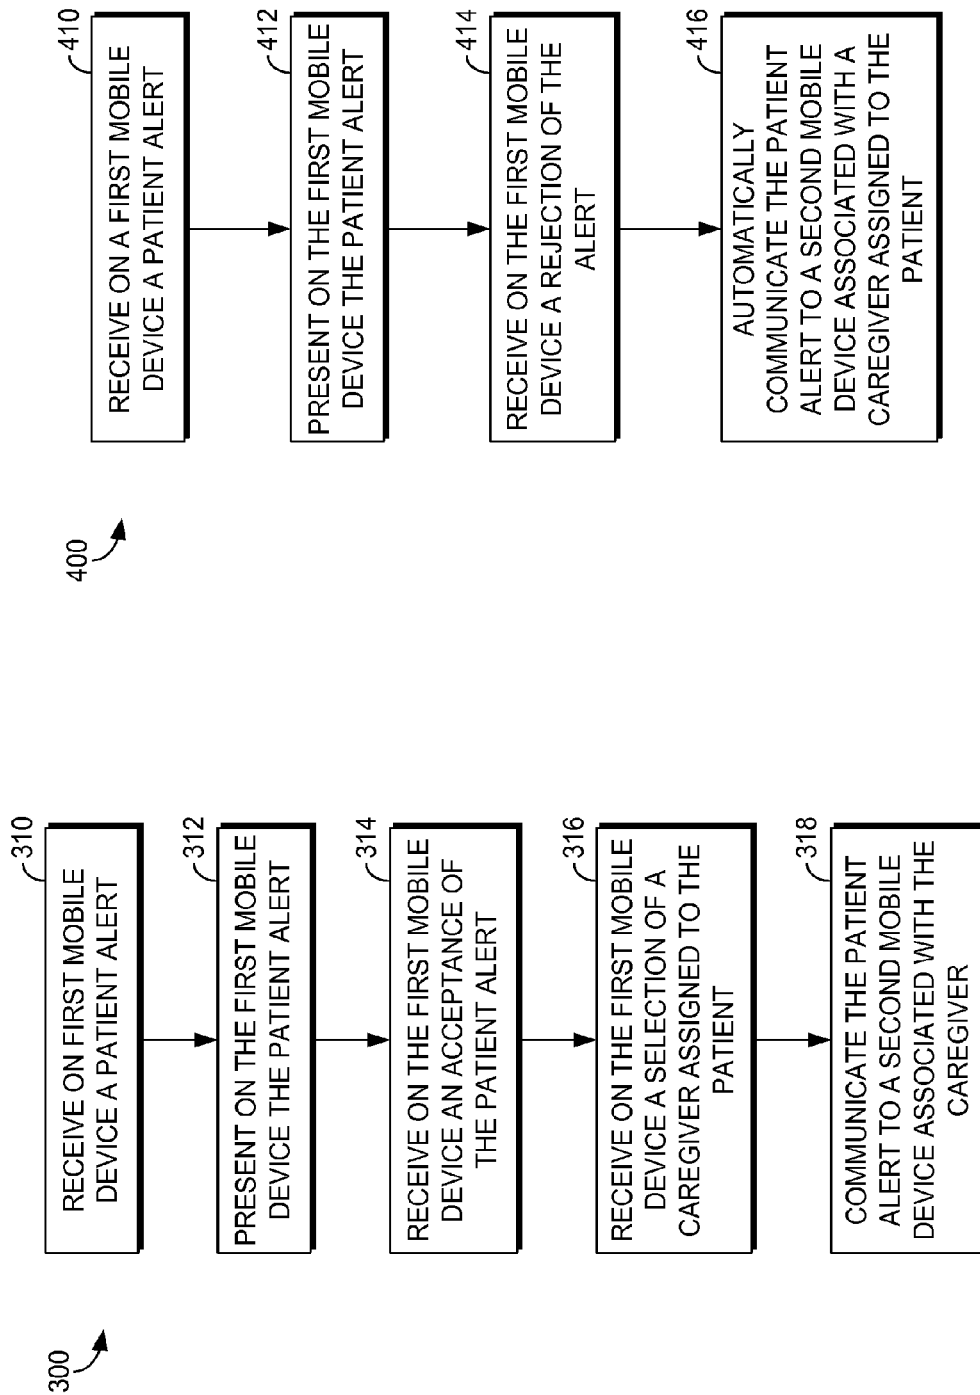 300
310
RECEIVE ON FIRST MOBILE
DEVICE A PATIENT ALERT
312
PRESENT ON THE FIRST MOBILE
DEVICE THE PATIENT ALERT
314
RECEIVE ON THE FIRST MOBILE
DEVICE AN ACCEPTANCE OF
THE PATIENT ALERT
316
RECEIVE ON THE FIRST MOBILE
DEVICE A SELECTION OF A
CAREGIVER ASSIGNED TO THE
PATIENT
318
COMMUNICATE THE PATIENT
ALERT TO A SECOND MOBILE
DEVICE ASSOCIATED WITH THE
CAREGIVER
400
410
RECEIVE ON A FIRST MOBILE
DEVICE A PATIENT ALERT
412
PRESENT ON THE FIRST MOBILE
DEVICE THE PATIENT ALERT
414
RECEIVE ON THE FIRST MOBILE
DEVICE A REJECTION OF THE
ALERT
416
AUTOMATICALLY
COMMUNICATE THE PATIENT
ALERT TO A SECOND MOBILE
DEVICE ASSOCIATED WITH A
CAREGIVER ASSIGNED TO THE
PATIENT